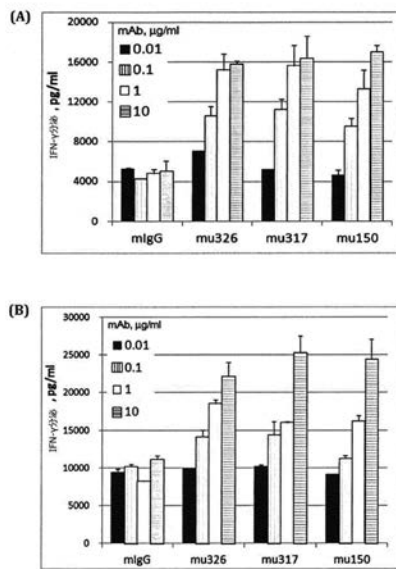 (A)
IFN-γ分泌, pg/ml
20000
16000
12000
8000
4000
0
mAb, μg/ml
0.01
0.1
1
10
mIgG
mu326
mu317
mu150
(B)
IFN-γ分泌, pg/ml
30000
25000
20000
15000
10000
5000
0
mAb, μg/ml
0.01
0.1
1
10
mIgG
mu326
mu317
mu150